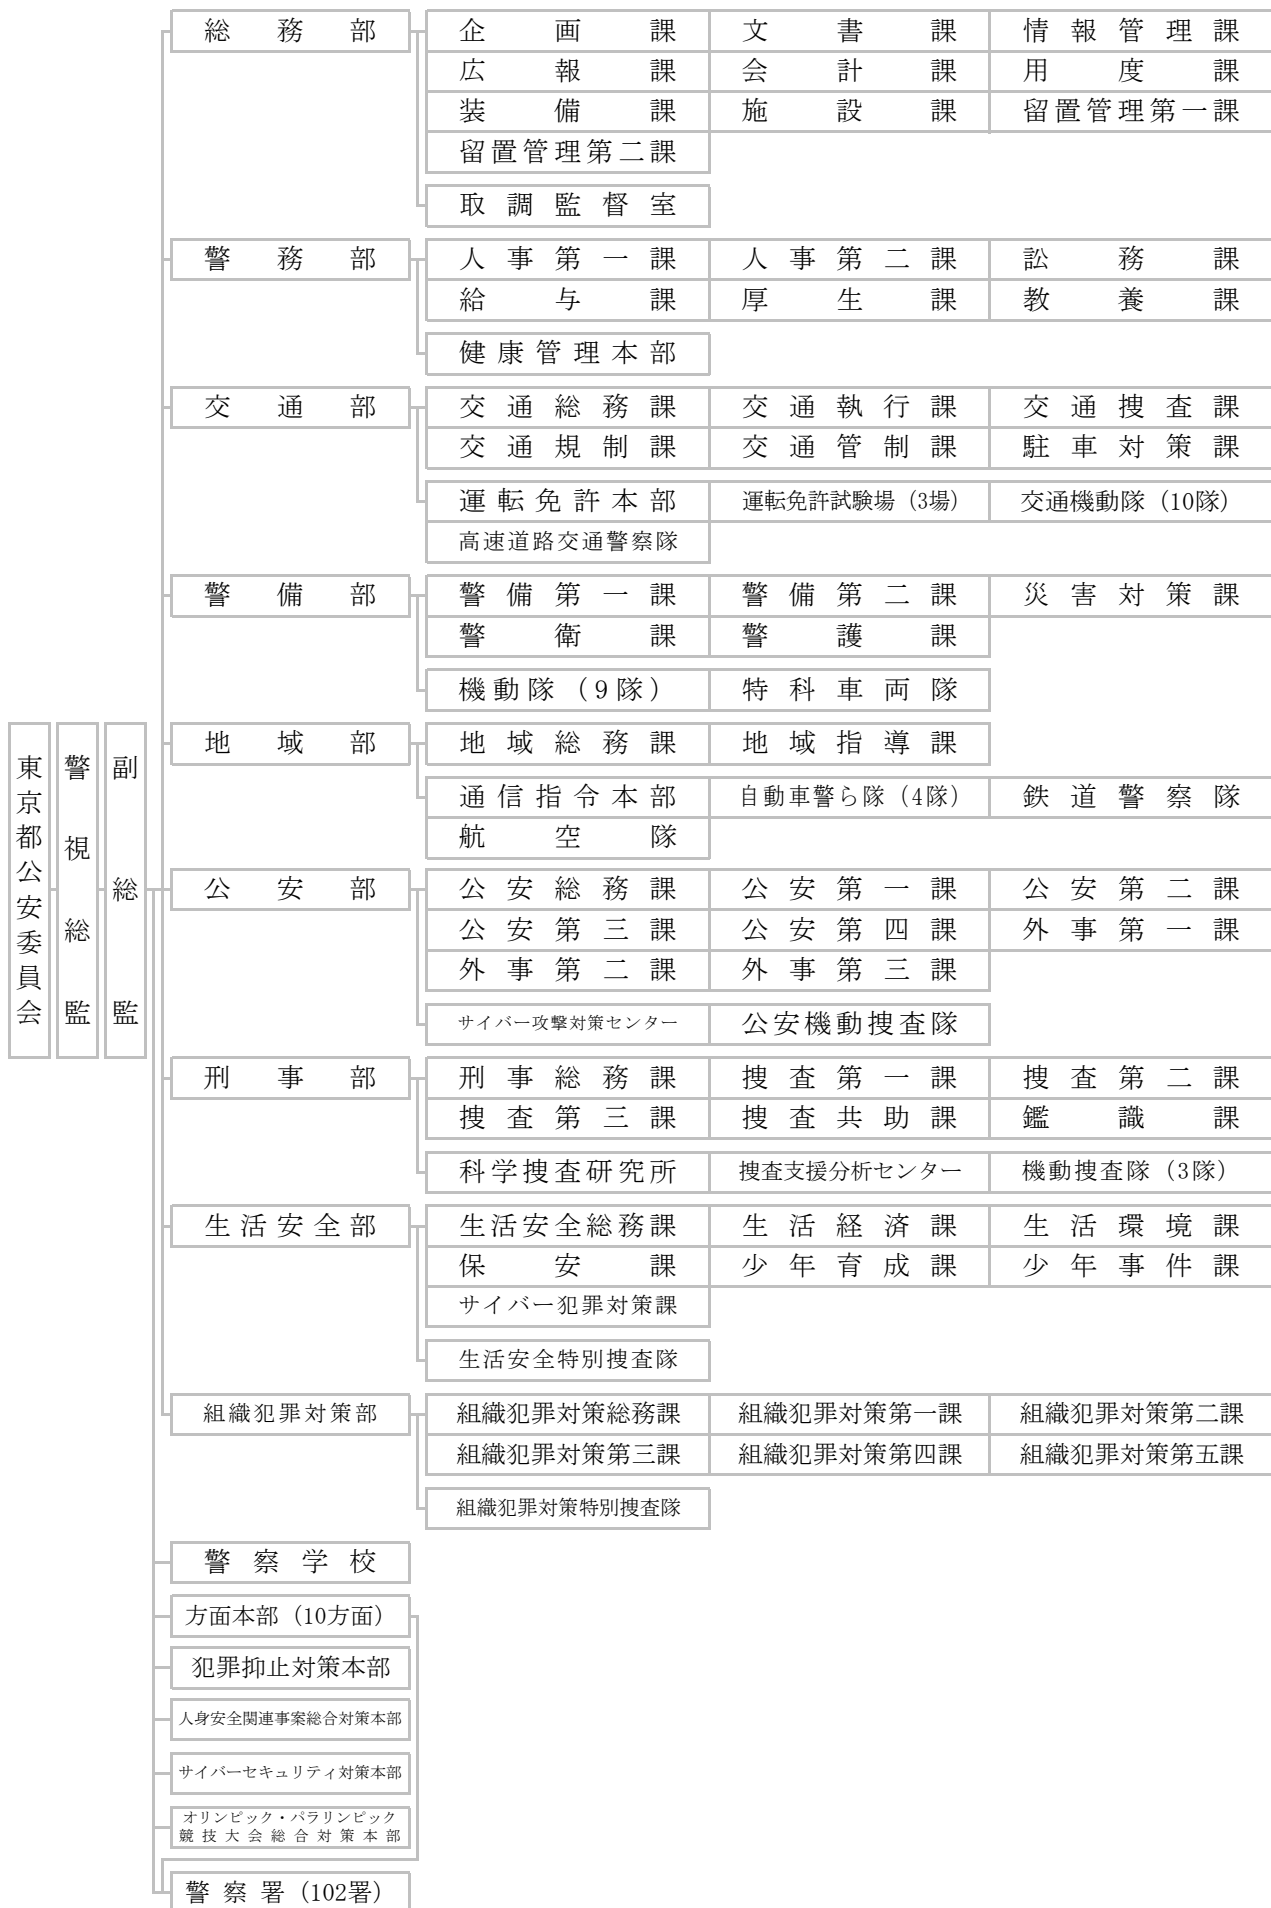 総務部 企画課 文書課 情報管理課
広報課 会計課 用度課
装備課 施設課 留置管理第一課
留置管理第二課
取調監督室
警務部 人事第一課 人事第二課 訟務課
給与課 厚生課 教養課
健康管理本部
交通部 交通総務課 交通執行課 交通捜査課
交通規制課 交通管制課 駐車対策課
運転免許本部 運転免許試験場（3場） 交通機動隊（10隊）
高速道路交通警察隊
警備部 警備第一課 警備第二課 災害対策課
警衛課 警護課
機動隊（9隊） 特科車両隊
東京都公安委員会
警視総監
副総監
地域部 地域総務課 地域指導課
通信指令本部 自動車警ら隊（4隊） 鉄道警察隊
航空隊
公安部 公安総務課 公安第一課 公安第二課
公安第三課 公安第四課 外事第一課
外事第二課 外事第三課
サイバー攻撃対策センター 公安機動捜査隊
刑事部 刑事総務課 捜査第一課 捜査第二課
捜査第三課 捜査共助課 鑑識課
科学捜査研究所 捜査支援分析センター 機動捜査隊（3隊）
生活安全部 生活安全総務課 生活経済課 生活環境課
保安課 少年育成課 少年事件課
サイバー犯罪対策課
生活安全特別捜査隊
組織犯罪対策部 組織犯罪対策総務課 組織犯罪対策第一課 組織犯罪対策第二課
組織犯罪対策第三課 組織犯罪対策第四課 組織犯罪対策第五課
組織犯罪対策特別捜査隊
警察学校
方面本部（10方面）
犯罪抑止対策本部
人身安全関連事案総合対策本部
サイバーセキュリティ対策本部
オリンピック・パラリンピック
競技大会総合対策本部
警察署（102署）